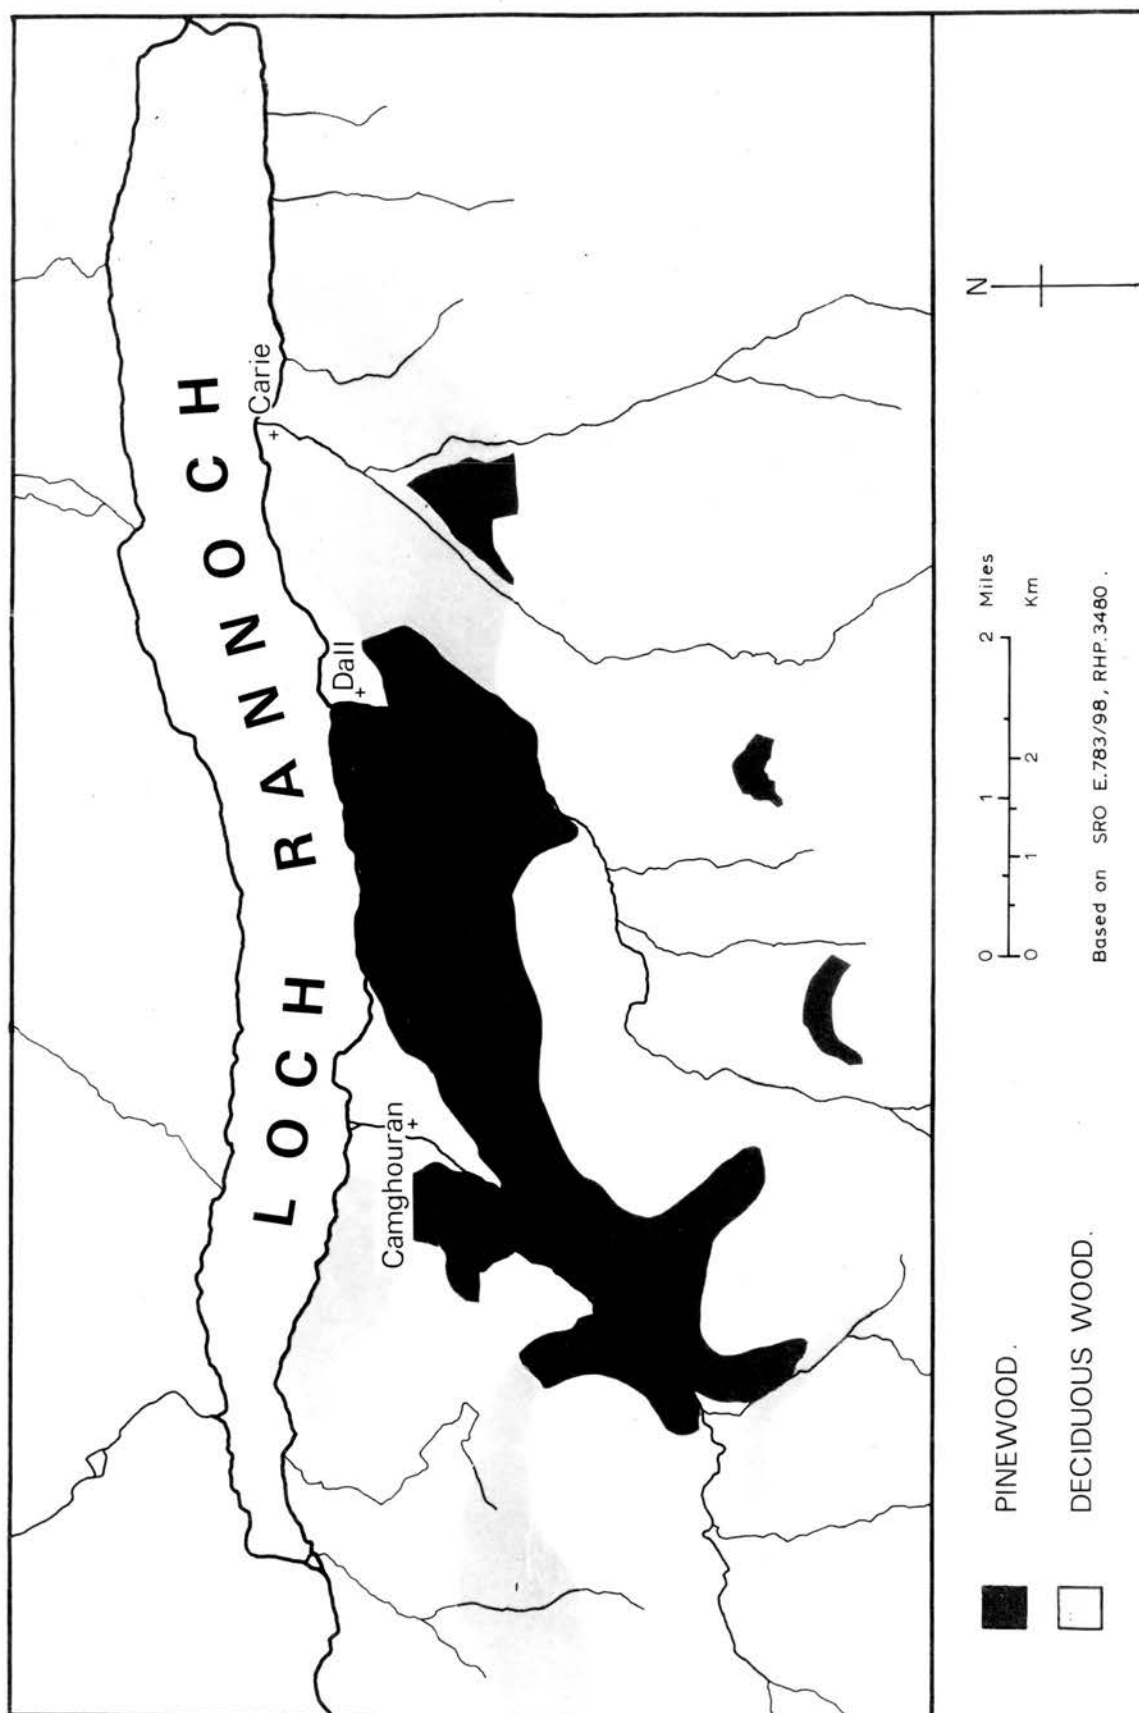 LOCH RANNOCH
Camghouran
Dall
Carie
PINEWOOD.
DECIDUOUS WOOD.
0 1 2 Miles
0 1 2 Km
Based on SRO E.783/98, RHP.3480.
N